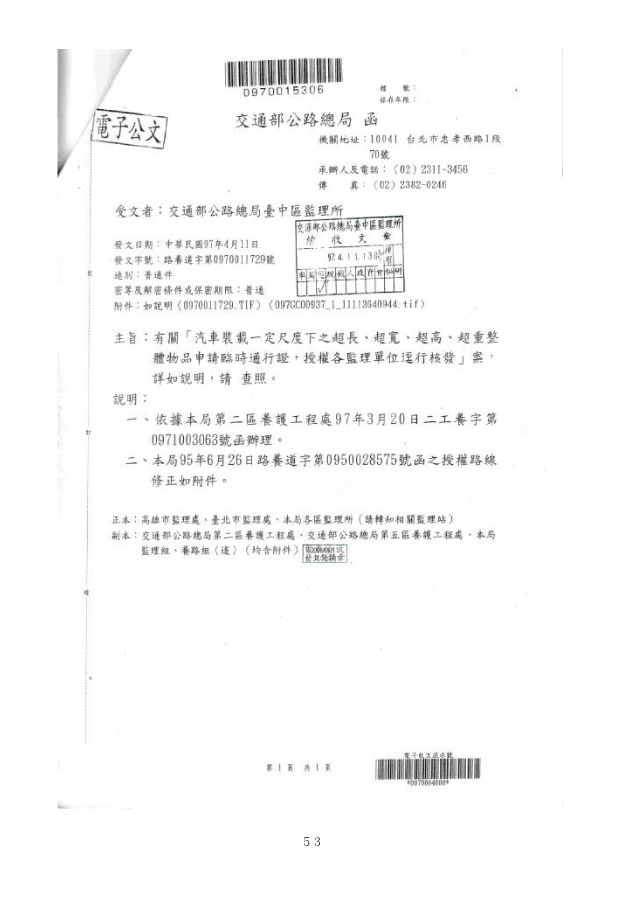 0970015306
檔　　號：
保存年限：
電子公文
交通部公路總局 函
機關地址：10041 台北市忠孝西路1段
70號
承辦人及電話：(02) 2311-3456
傳　　真：(02) 2382-0246
受文者：交通部公路總局臺中區監理所
交通部公路總局臺中區監理所
收 文 章
97.4.11
發文日期：中華民國97年4月11日
發文字號：路養道字第0970011729號
速別：普通件
密等及解密條件或保密期限：普通
附件：如說明 (0970011729.TIF) (097GC00937_1_11113640944.tif)
主旨：有關「汽車裝載一定尺度下之超長、超寬、超高、超重整
體物品申請臨時通行證，授權各監理單位逕行核發」案，
詳如說明，請 查照。
說明：
一、依據本局第二區養護工程處97年3月20日二工養字第
0971003063號函辦理。
二、本局95年6月26日路養道字第0950028575號函之授權路線
修正如附件。
正本：高雄市監理處、臺北市監理處、本局各區監理所（請轉知相關監理站）
副本：交通部公路總局第二區養護工程處、交通部公路總局第五區養護工程處、本局
監理組、養路組（道）（均含附件）
第 1 頁 共 1 頁
53